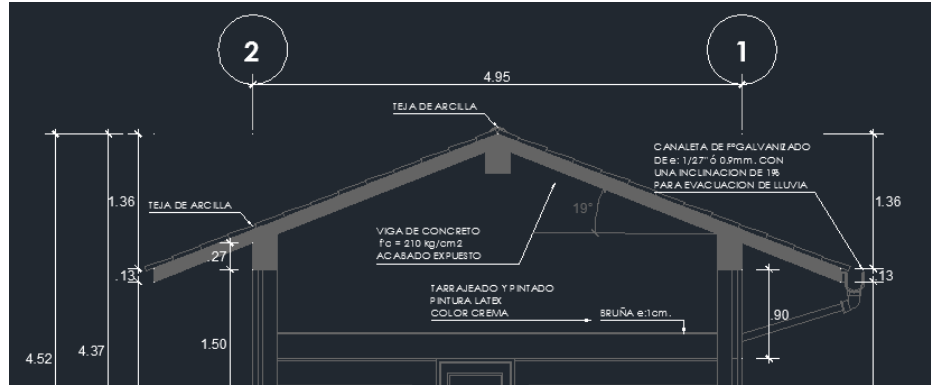 2
1
4.95
TEJA DE ARCILLA
CANALETA DE FºGALVANIZADO
DE e: 1/27" ó 0.9mm. CON
UNA INCLINACION DE 1%
PARA EVACUACION DE LLUVIA
1.36
TEJA DE ARCILLA
19°
1.36
VIGA DE CONCRETO
f'c = 210 kg/cm2
ACABADO EXPUESTO
.27
.13
.13
TARRAJEADO Y PINTADO
PINTURA LATEX
COLOR CREMA
BRUÑA e:1cm.
.90
1.50
4.37
4.52